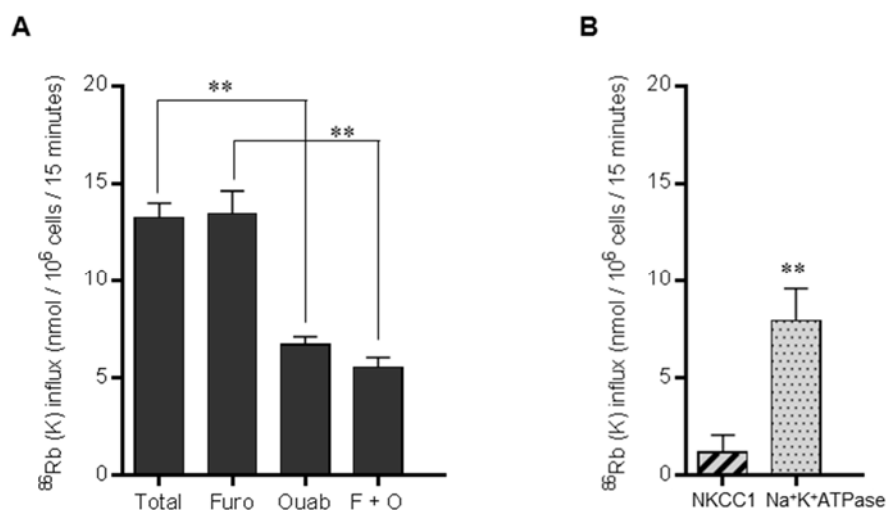 A
⁸⁶Rb (K) influx (nmol / 10⁶ cells / 15 minutes)
20
15
10
5
0
**
**
Total Furo Ouab F + O
B
⁸⁶Rb (K) influx (nmol / 10⁶ cells / 15 minutes)
20
15
10
5
0
**
NKCC1 Na⁺K⁺ATPase